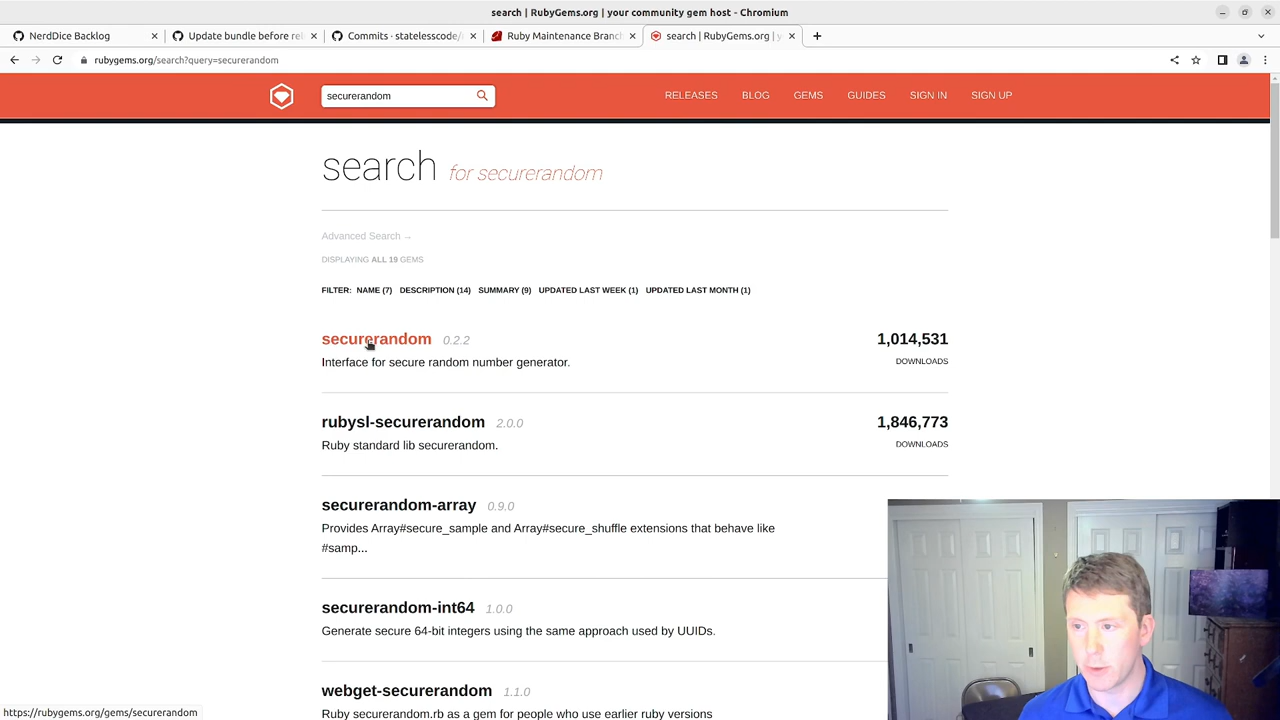 search | RubyGems.org | your community gem host - Chromium
NerdDice Backlog
Update bundle before rel
Commits · statelesscode/
Ruby Maintenance Branch
search | RubyGems.org | y
rubygems.org/search?query=securerandom
securerandom
RELEASES
BLOG
GEMS
GUIDES
SIGN IN
SIGN UP
search for securerandom
Advanced Search →
DISPLAYING ALL 19 GEMS
FILTER: NAME (7) DESCRIPTION (14) SUMMARY (9) UPDATED LAST WEEK (1) UPDATED LAST MONTH (1)
securerandom 0.2.2
1,014,531
Interface for secure random number generator.
DOWNLOADS
rubysl-securerandom 2.0.0
1,846,773
Ruby standard lib securerandom.
DOWNLOADS
securerandom-array 0.9.0
Provides Array#secure_sample and Array#secure_shuffle extensions that behave like
#samp...
securerandom-int64 1.0.0
Generate secure 64-bit integers using the same approach used by UUIDs.
webget-securerandom 1.1.0
Ruby securerandom.rb as a gem for people who use earlier ruby versions
https://rubygems.org/gems/securerandom